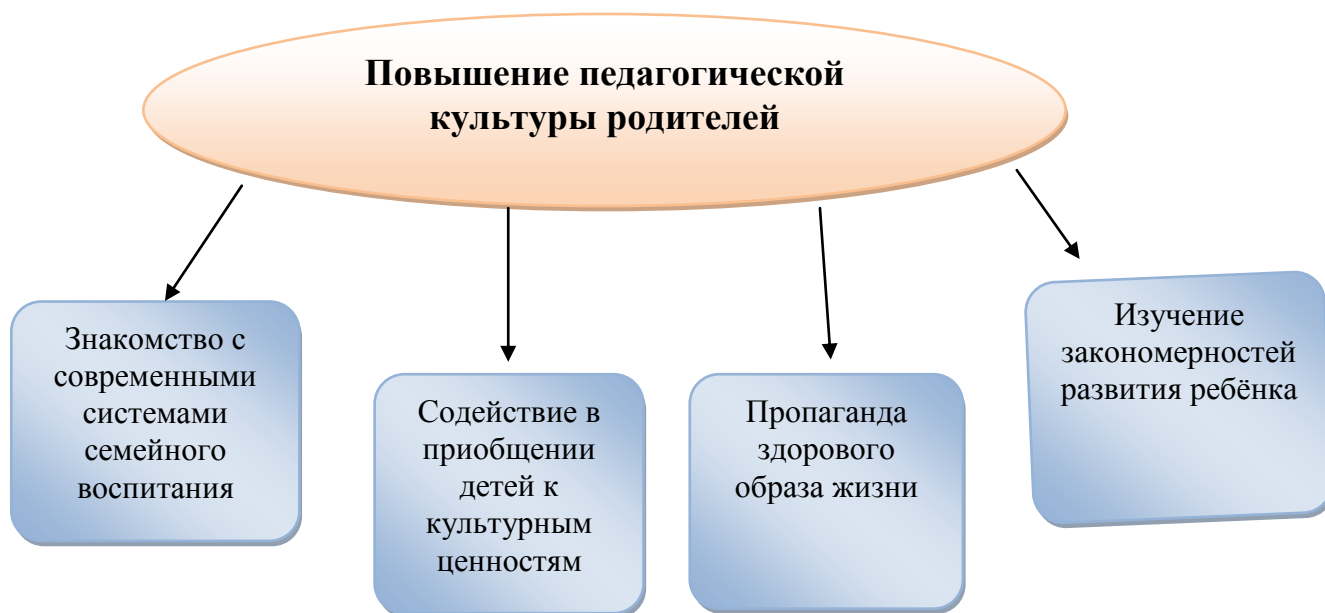 Повышение педагогической
культуры родителей
Знакомство с
современными
системами
семейного
воспитания
Содействие в
приобщении
детей к
культурным
ценностям
Пропаганда
здорового
образа жизни
Изучение
закономерностей
развития ребёнка